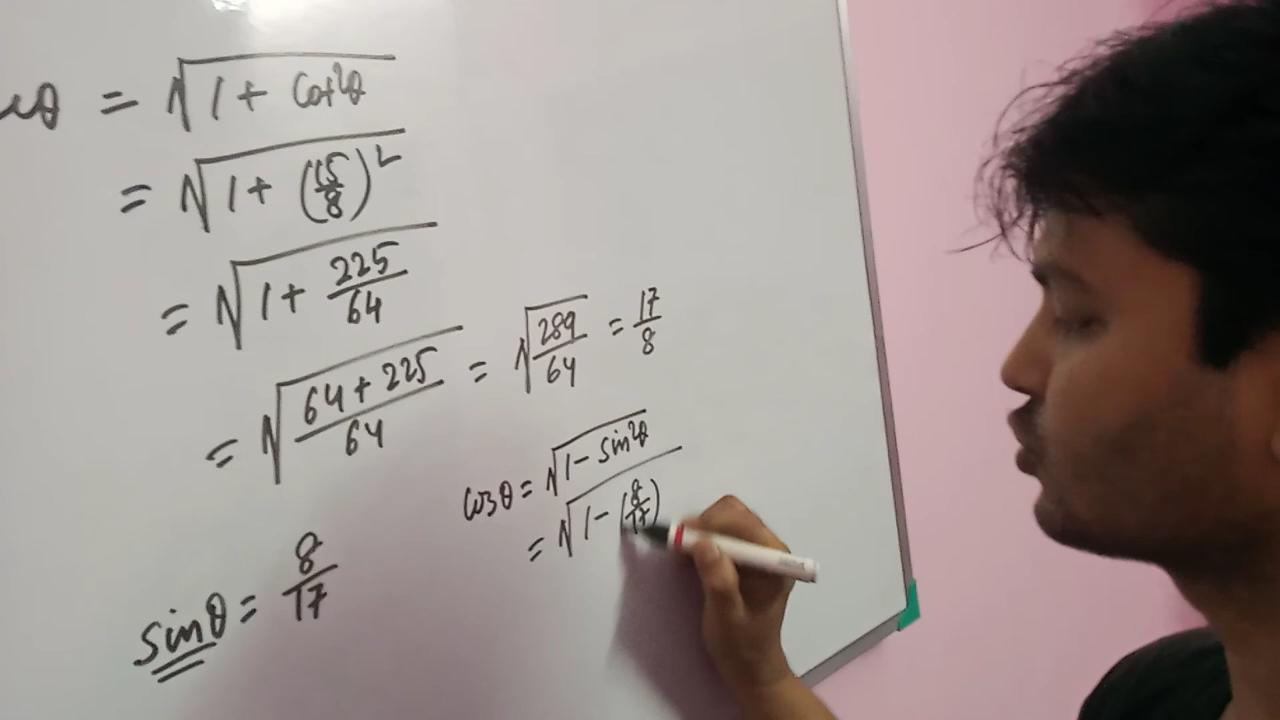 θ = √1 + Cot²θ
= √1 + (15/8)²
= √1 + 225/64
= √64 + 225/64 = √289/64 = 17/8
cosθ = √1 - sin²θ
= √1 - (8/17)
sinθ = 8/17